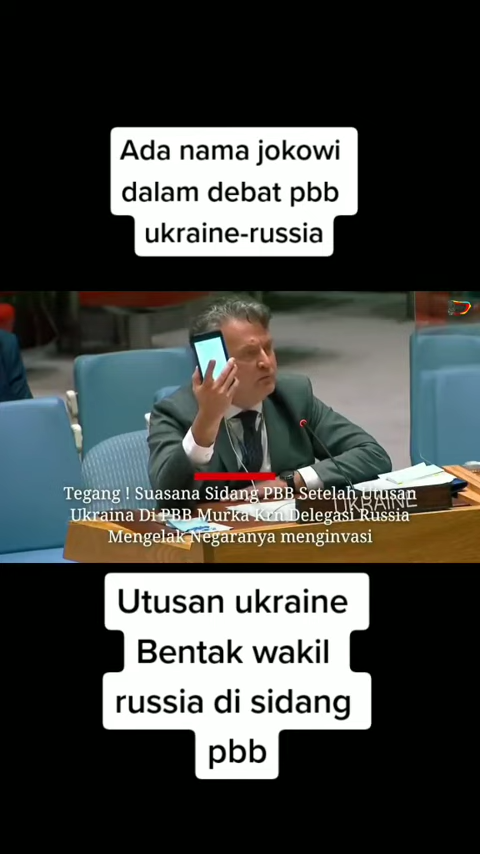 Ada nama jokowi
dalam debat pbb
ukraine-russia
Tegang ! Suasana Sidang PBB Setelah Utusan
Ukraina Di PBB Murka Krn Delegasi Russia
Mengelak Negaranya menginvasi
UKRAINE
Utusan ukraine
Bentak wakil
russia di sidang
pbb